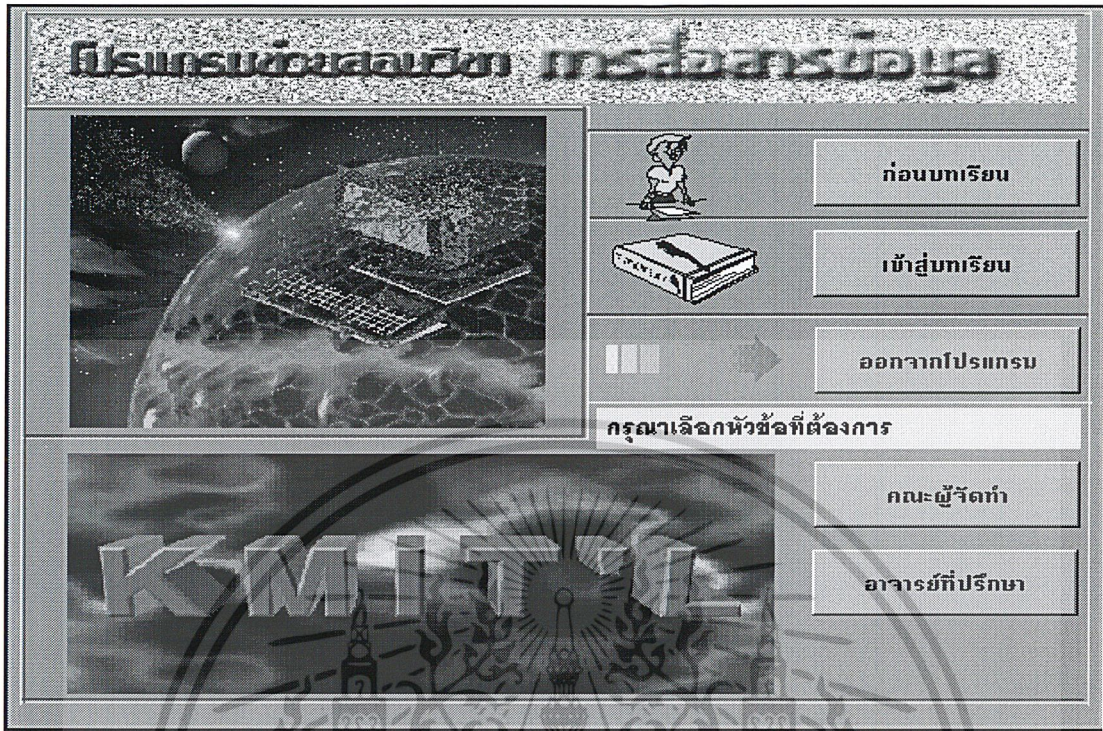 โปรแกรมช่วยสอนวิชา การสื่อสารข้อมูล
ก่อนบทเรียน
เข้าสู่บทเรียน
ออกจากโปรแกรม
กรุณาเลือกหัวข้อที่ต้องการ
คณะผู้จัดทำ
อาจารย์ที่ปรึกษา
KMIT'L